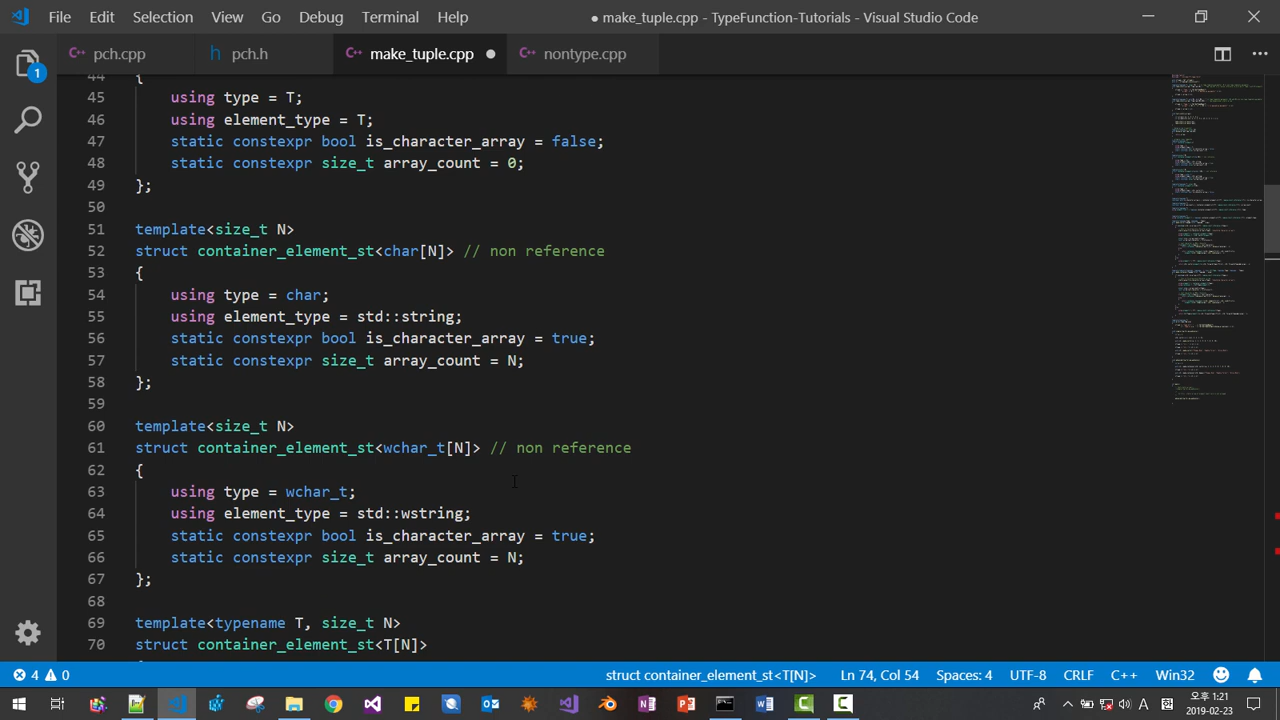 File Edit Selection View Go Debug Terminal Help
● make_tuple.cpp - TypeFunction-Tutorials - Visual Studio Code
pch.cpp
pch.h
make_tuple.cpp
nontype.cpp
1
44 {
45 using type = T;
46 using element_type = T;
47 static constexpr bool is_character_array = false;
48 static constexpr size_t array_count = 0;
49 };
50
51 template<size_t N>
52 struct container_element_st<char[N]> // non reference
53 {
54 using type = char;
55 using element_type = std::string;
56 static constexpr bool is_character_array = true;
57 static constexpr size_t array_count = N;
58 };
59
60 template<size_t N>
61 struct container_element_st<wchar_t[N]> // non reference
62 {
63 using type = wchar_t;
64 using element_type = std::wstring;
65 static constexpr bool is_character_array = true;
66 static constexpr size_t array_count = N;
67 };
68
69 template<typename T, size_t N>
70 struct container_element_st<T[N]>
4 0
struct container_element_st<T[N]>
Ln 74, Col 54
Spaces: 4
UTF-8
CRLF
C++
Win32
A
오후 1:21
2019-02-23